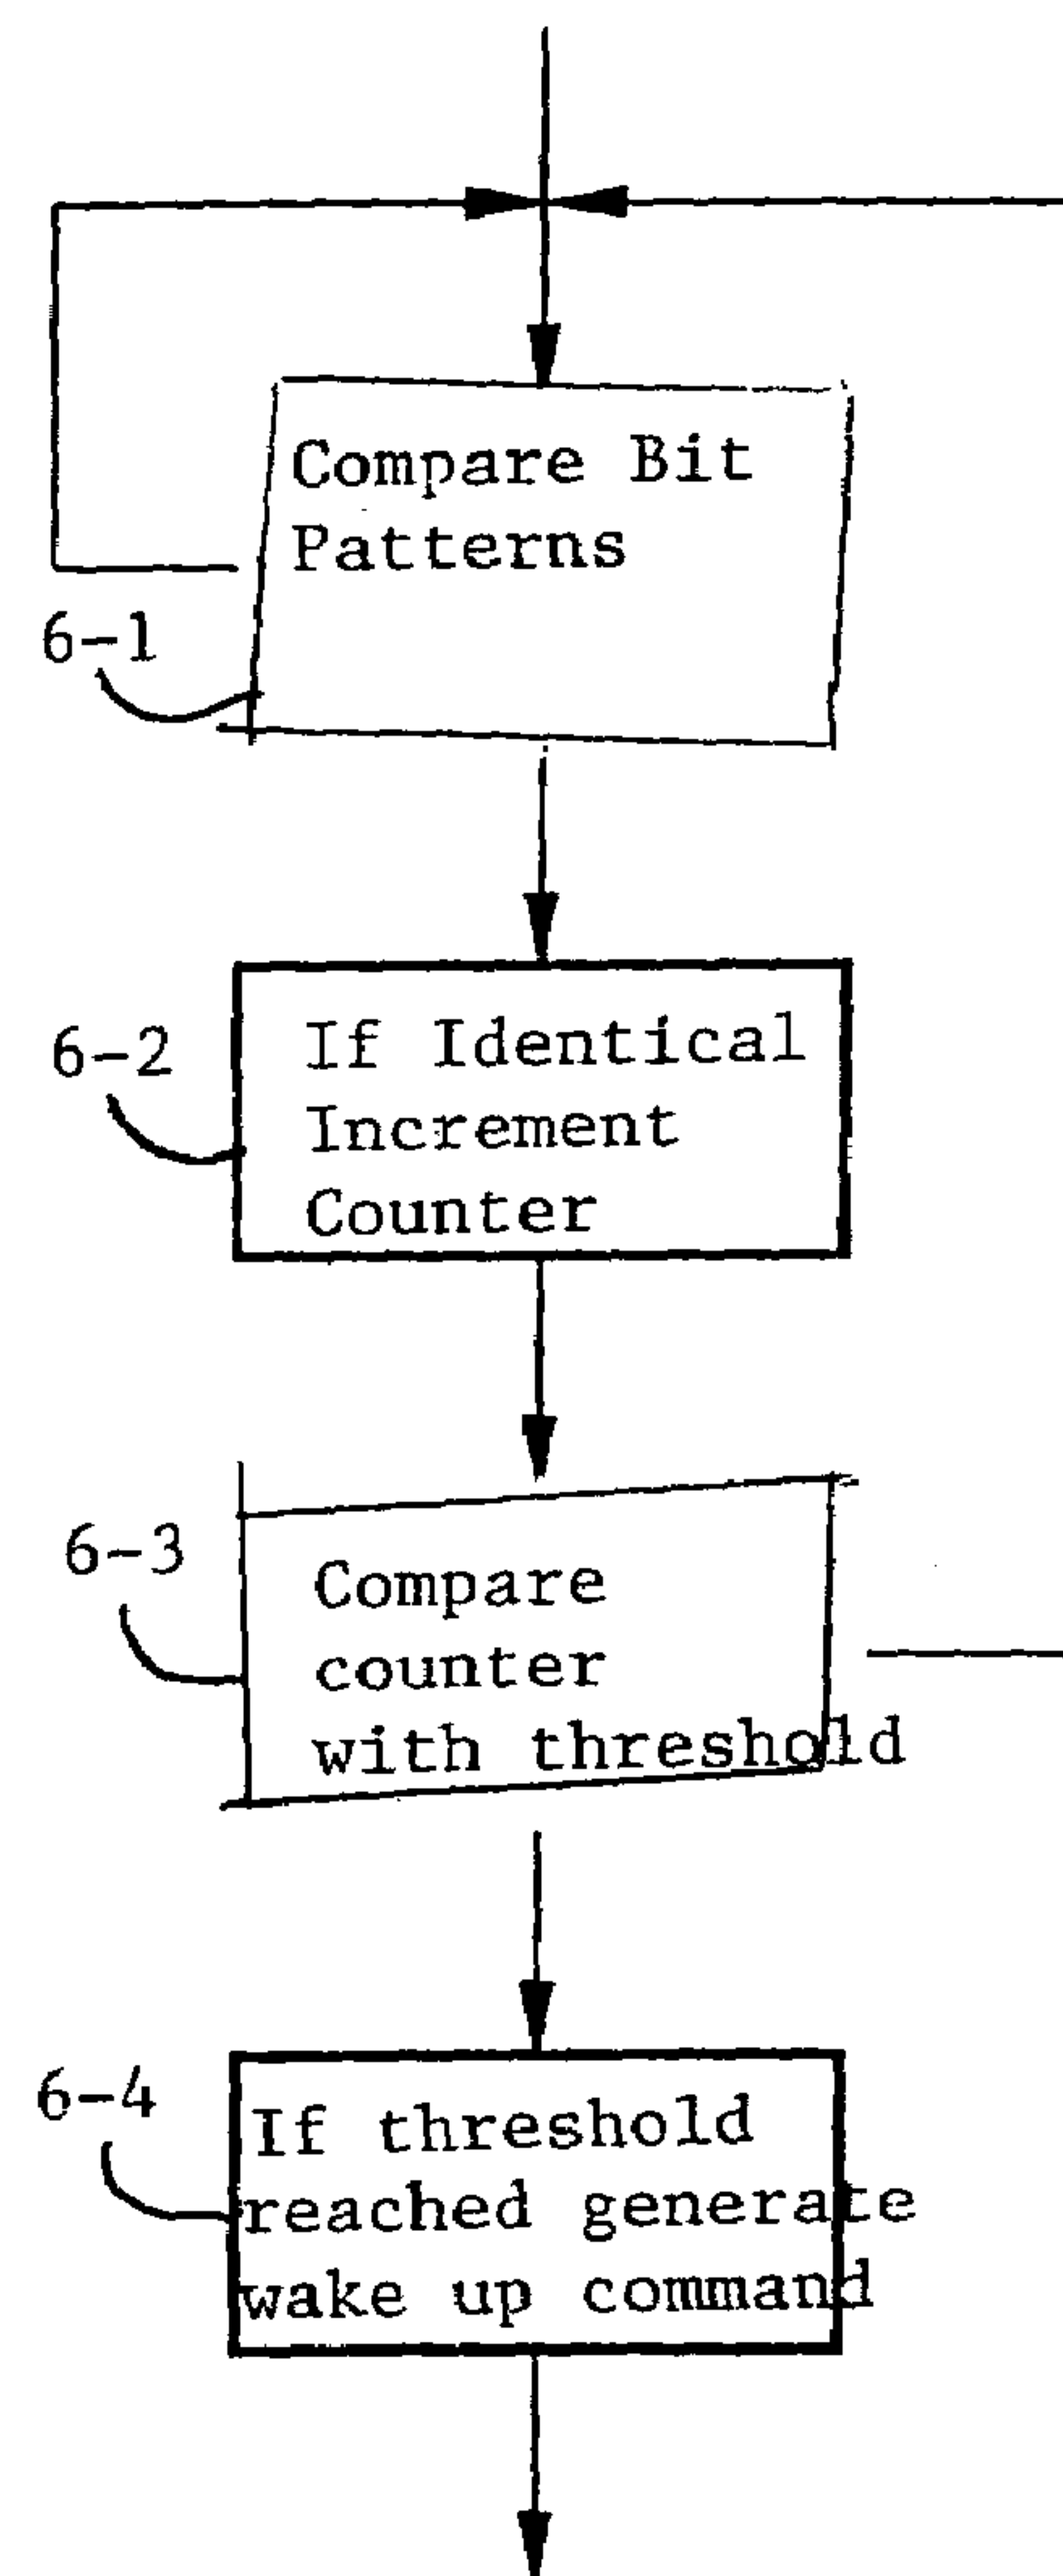 Compare Bit
Patterns
6-1
6-2
If Identical
Increment
Counter
6-3
Compare
counter
with threshold
6-4
If threshold
reached generate
wake up command